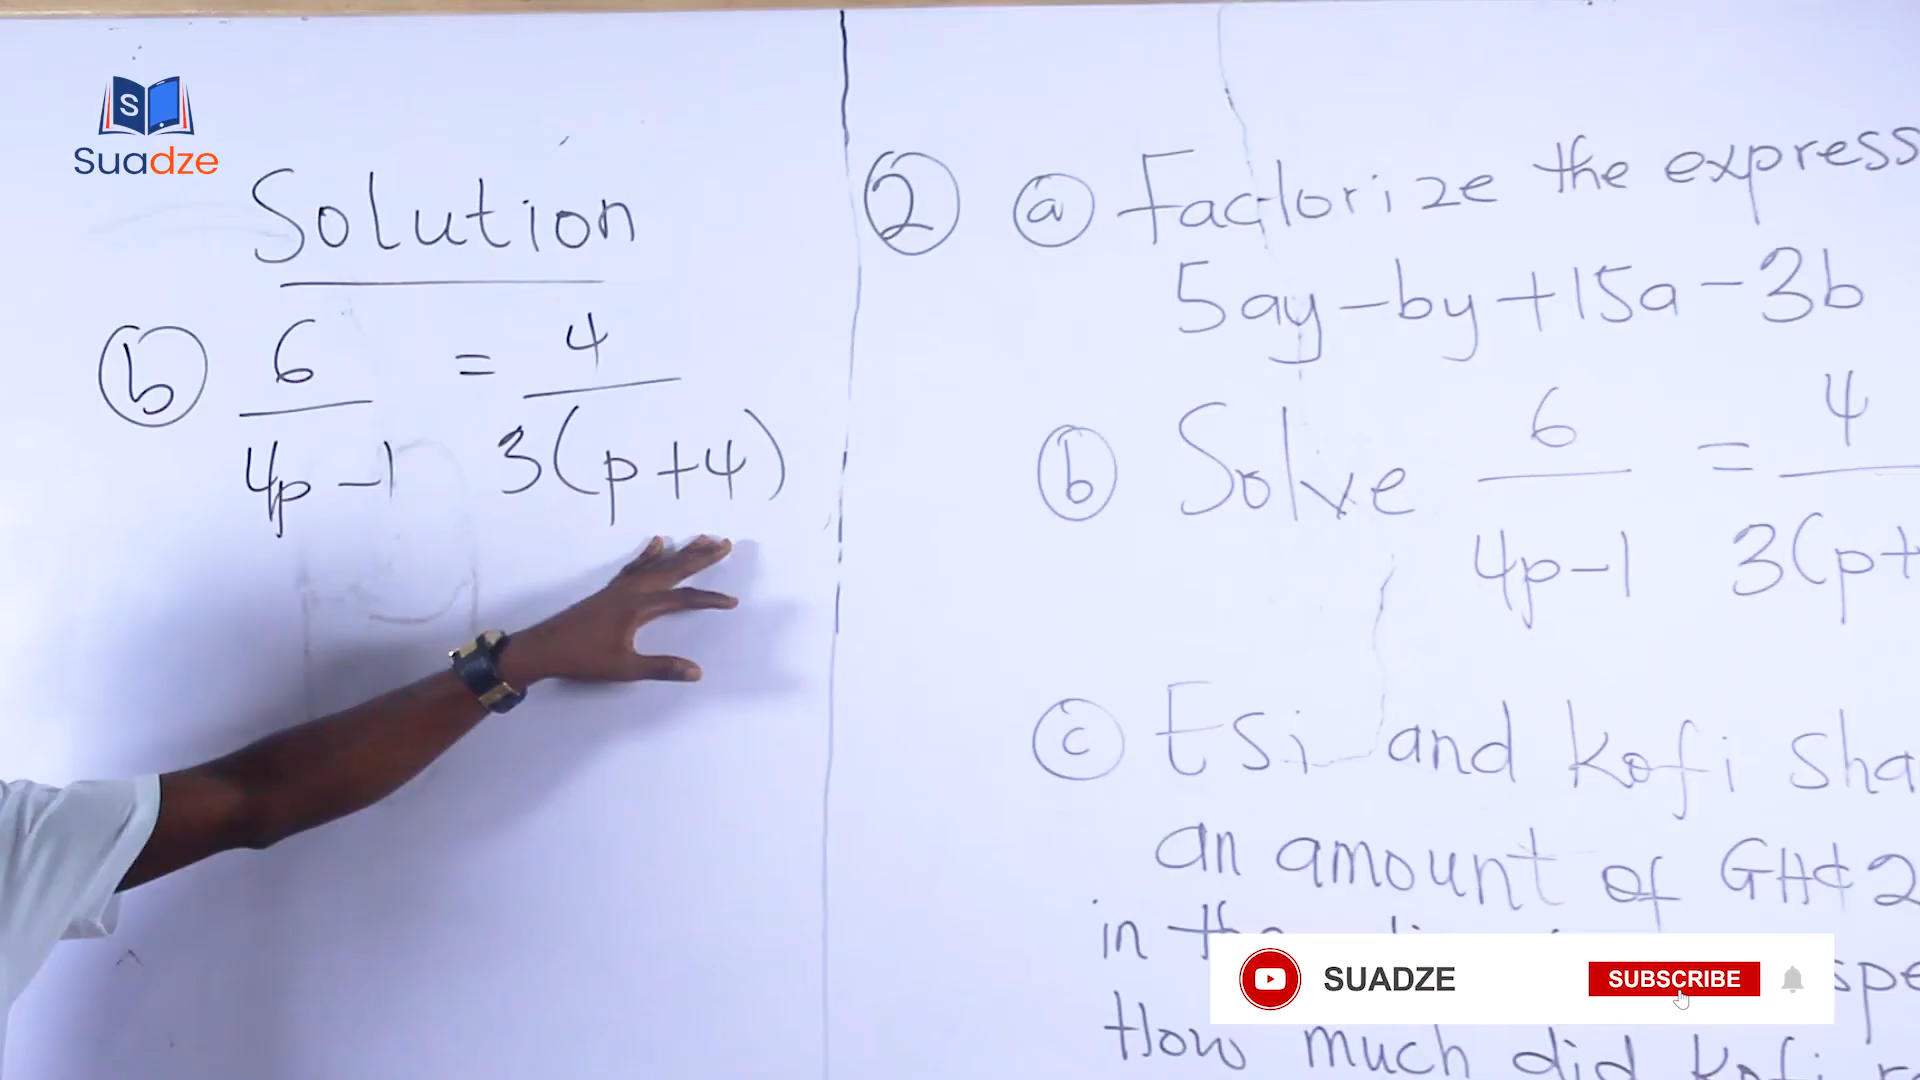 S
Suadze
Solution
b 6/4p-1 = 4/3(p+4)
2 a Factorize the express
5ay-by+15a-3b
b Solve 6/4p-1 = 4/3(p+
c Esi and Kofi sha
an amount of GH¢2
in
How much did Kofi
SUADZE
SUBSCRIBE